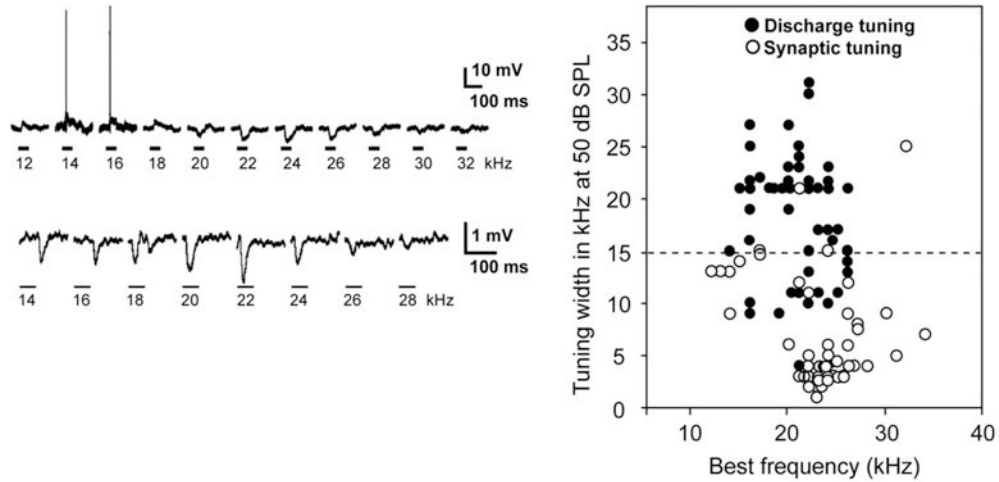 10 mV
100 ms
12 14 16 18 20 22 24 26 28 30 32 kHz
1 mV
100 ms
14 16 18 20 22 24 26 28 kHz
Discharge tuning
Synaptic tuning
Tuning width in kHz at 50 dB SPL
35
30
25
20
15
10
5
0
10 20 30 40
Best frequency (kHz)